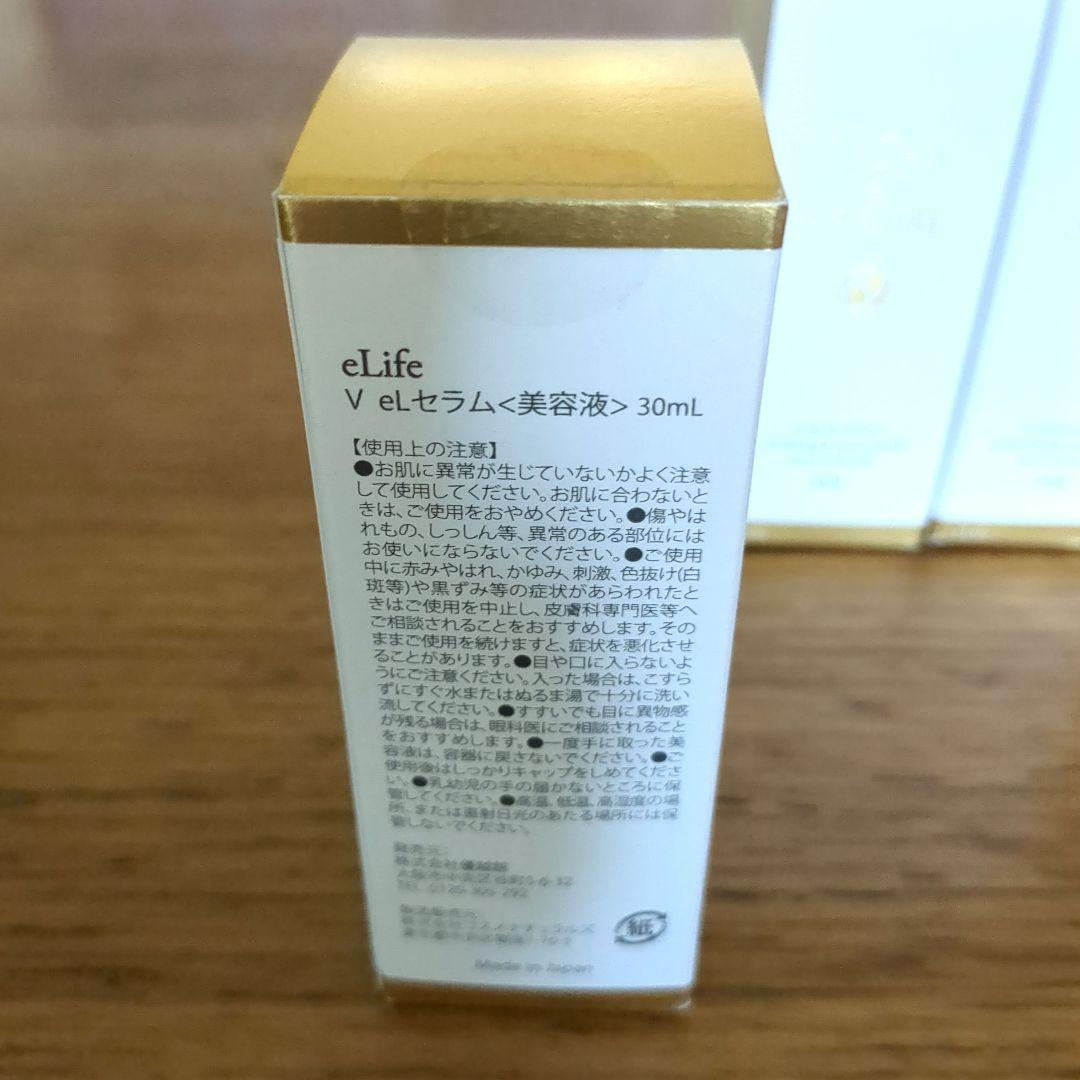 eLife
V eLセラム<美容液> 30mL
【使用上の注意】
●お肌に異常が生じていないかよく注意
して使用してください。お肌に合わないと
きは、ご使用をおやめください。●傷やは
れもの、しっしん等、異常のある部位には
お使いにならないでください。●ご使用
中に赤みやはれ、かゆみ、刺激、色抜け(白
斑等)や黒ずみ等の症状があらわれたと
きはご使用を中止し、皮膚科専門医等へ
ご相談されることをおすすめします。その
ままご使用を続けますと、症状を悪化させ
ることがあります。●目や口に入らないよ
うにご注意ください。入った場合は、こすら
ずにすぐ水またはぬるま湯で十分に洗い
流してください。●すすいでも目に異物感
が残る場合は、眼科医にご相談されること
をおすすめします。●一度手に取った美
容液は、容器に戻さないでください。●ご
使用後はしっかりキャップをしめてくださ
い。●乳幼児の手の届かないところに保
管してください。●高温、低温、高湿度の場
所、または直射日光のあたる場所には保
管しないでください。
発売元:
株式会社
大阪市中央区
TEL
製造販売元
株式会社
紙
Made in Japan